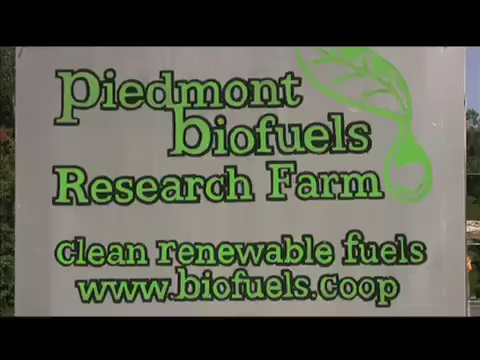 Piedmont
biofuels
Research Farm
clean renewable fuels
www.biofuels.coop